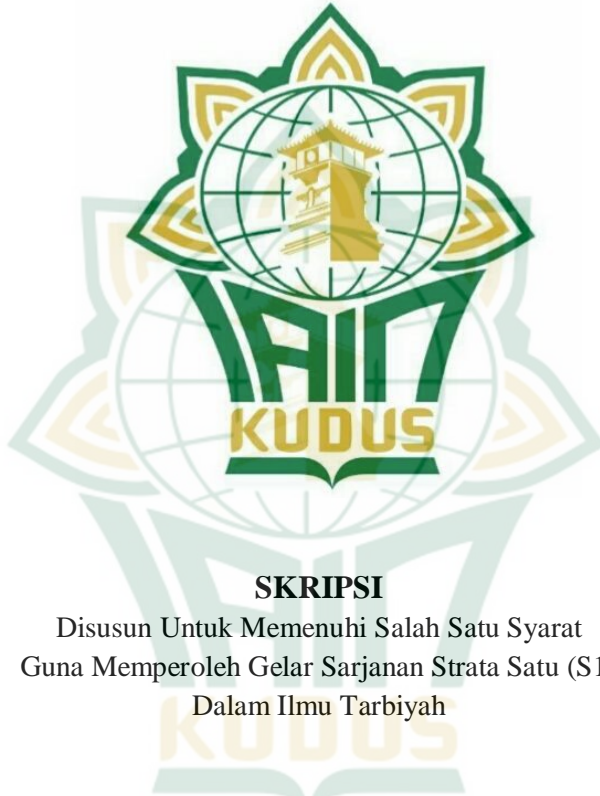 IAIN
KUDUS
SKRIPSI
Disusun Untuk Memenuhi Salah Satu Syarat
Guna Memperoleh Gelar Sarjanan Strata Satu (S1
Dalam Ilmu Tarbiyah
KUDUS